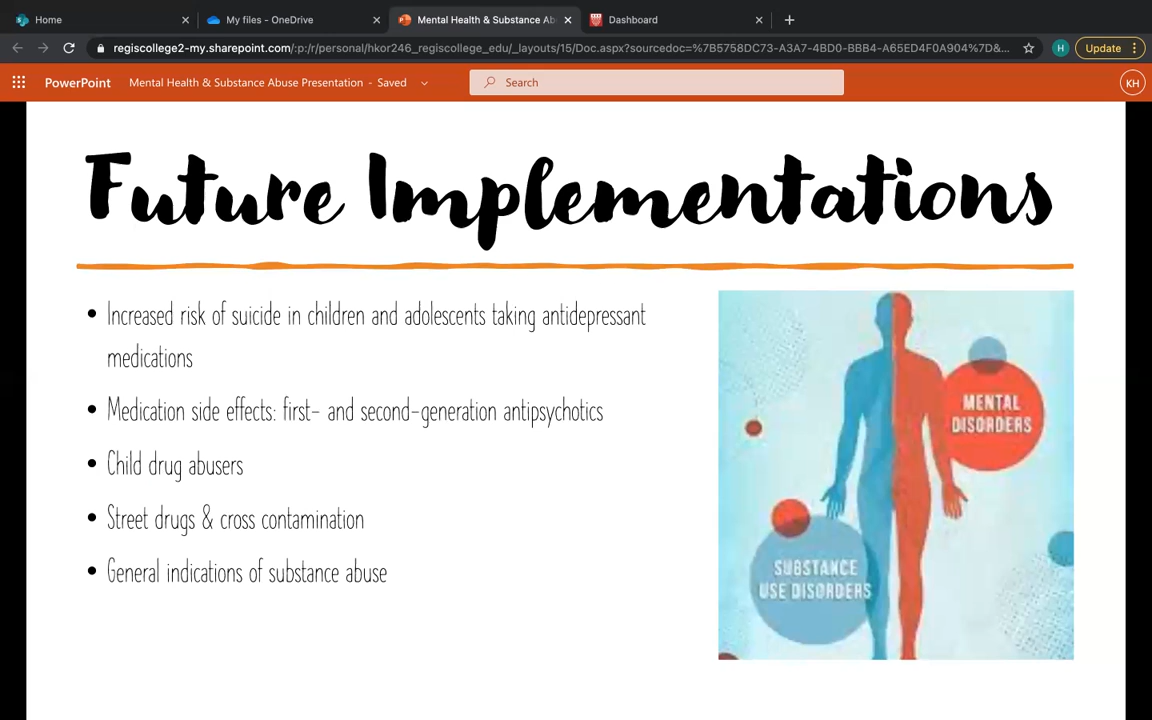 Home
My files - OneDrive
Mental Health & Substance Ab
Dashboard
regiscollege2-my.sharepoint.com/:p:/r/personal/hkor246_regiscollege_edu/_layouts/15/Doc.aspx?sourcedoc=%7B5758DC73-A3A7-4BD0-BBB4-A65ED4F0A904%7D&...
H
Update
PowerPoint
Mental Health & Substance Abuse Presentation - Saved
Search
KH
Future Implementations
• Increased risk of suicide in children and adolescents taking antidepressant
medications
• Medication side effects: first- and second-generation antipsychotics
• Child drug abusers
• Street drugs & cross contamination
• General indications of substance abuse
MENTAL
DISORDERS
SUBSTANCE
USE DISORDERS